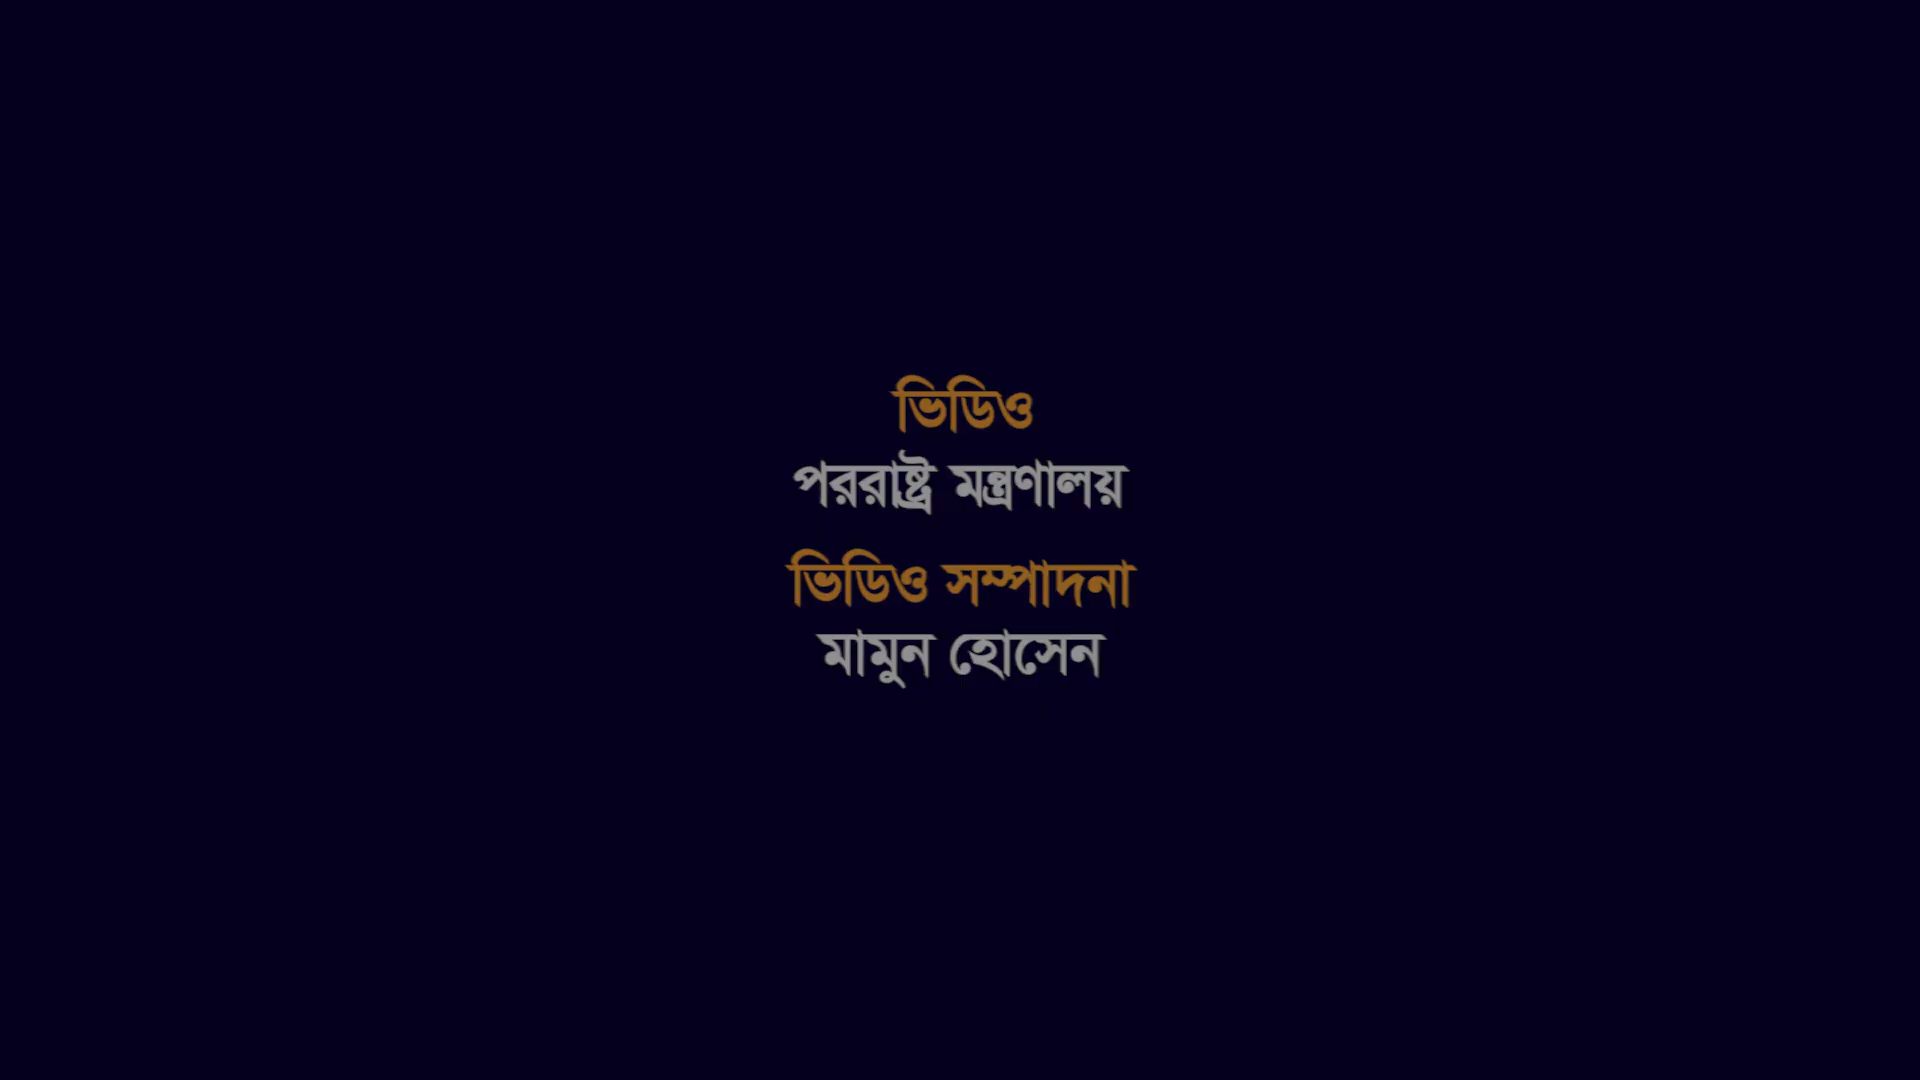 ভিডিও
পররাষ্ট্র মন্ত্রণালয়
ভিডিও সম্পাদনা
মামুন হোসেন